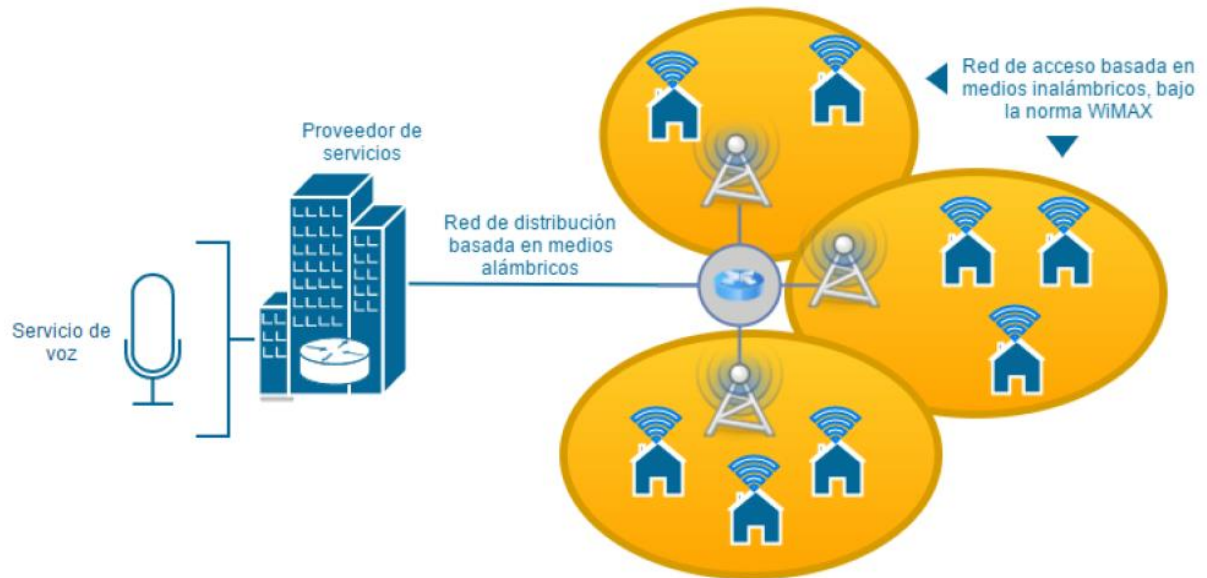 Servicio de
voz
Proveedor de
servicios
Red de distribución
basada en medios
alámbricos
Red de acceso basada en
medios inalámbricos, bajo
la norma WiMAX